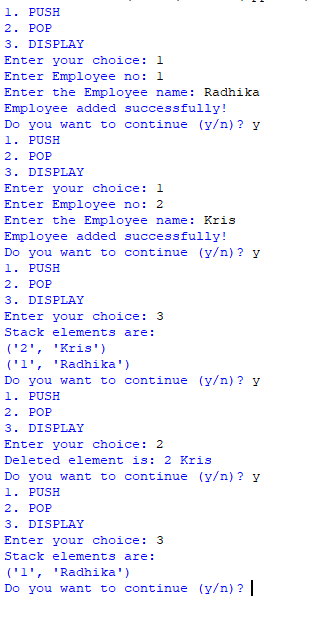 1. PUSH
2. POP
3. DISPLAY
Enter your choice: 1
Enter Employee no: 1
Enter the Employee name: Radhika
Employee added successfully!
Do you want to continue (y/n)? y
1. PUSH
2. POP
3. DISPLAY
Enter your choice: 1
Enter Employee no: 2
Enter the Employee name: Kris
Employee added successfully!
Do you want to continue (y/n)? y
1. PUSH
2. POP
3. DISPLAY
Enter your choice: 3
Stack elements are:
('2', 'Kris')
('1', 'Radhika')
Do you want to continue (y/n)? y
1. PUSH
2. POP
3. DISPLAY
Enter your choice: 2
Deleted element is: 2 Kris
Do you want to continue (y/n)? y
1. PUSH
2. POP
3. DISPLAY
Enter your choice: 3
Stack elements are:
('1', 'Radhika')
Do you want to continue (y/n)?